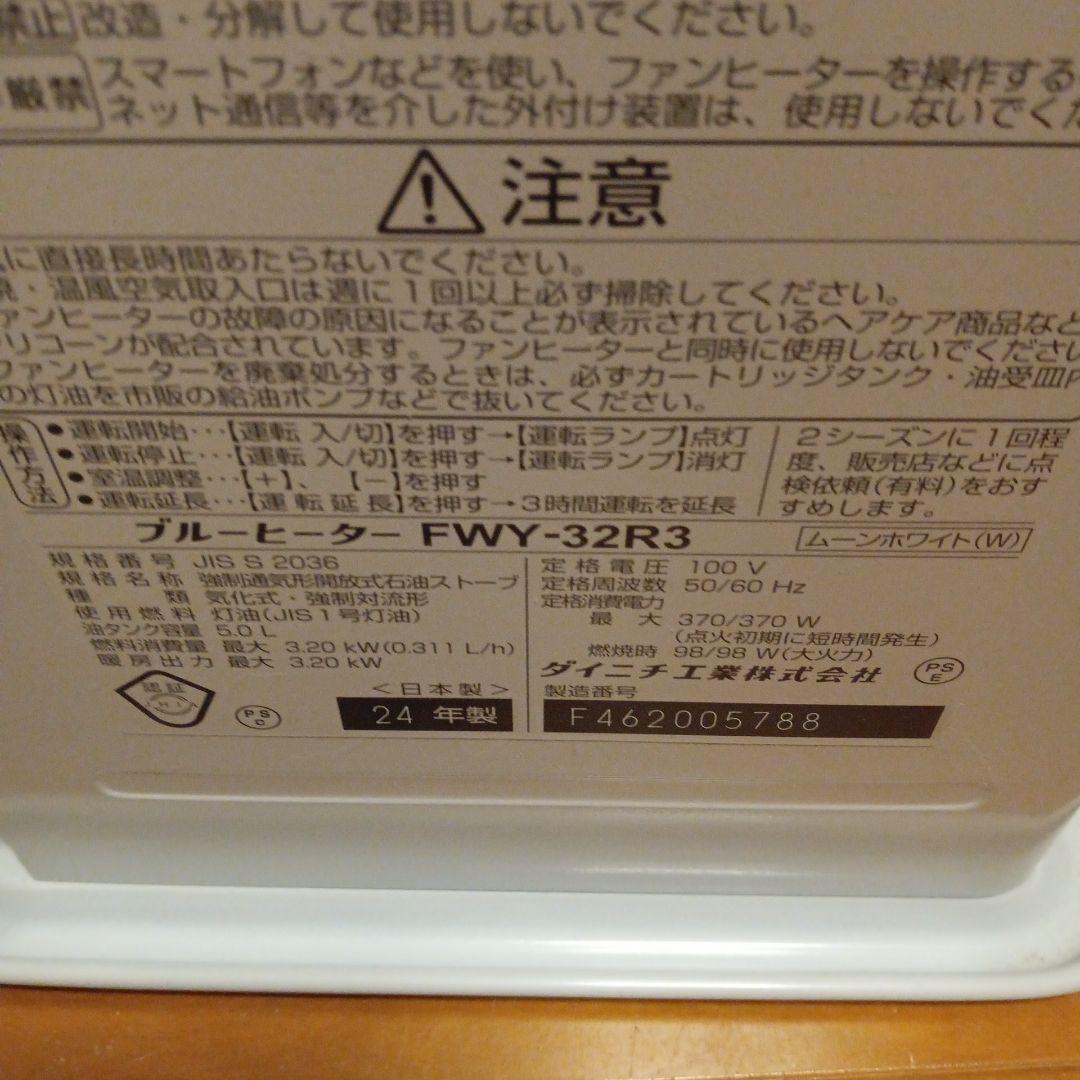 禁止 改造・分解して使用しないでください。
厳禁 スマートフォンなどを使い、ファンヒーターを操作する
ネット通信等を介した外付け装置は、使用しないでくだ
注意
に直接長時間あたらないでください。
焼・温風空気取入口は週に1回以上必ず掃除してください。
ァンヒーターの故障の原因になることが表示されているヘアケア商品など
リコーンが配合されています。ファンヒーターと同時に使用しないでください
ファンヒーターを廃棄処分するときは、必ずカートリッジタンク・油受皿
の灯油を市販の給油ポンプなどで抜いてください。
操作方法
●運転開始…【運転 入/切】を押す→【運転ランプ】点灯
●運転停止…【運転 入/切】を押す→【運転ランプ】消灯
●室温調整…【+】、【-】を押す
●運転延長…【運転延長】を押す→3時間運転を延長
2シーズンに1回程
度、販売店などに点
検依頼(有料)をおす
すめします。
ブルーヒーター FWY-32R3 ムーンホワイト(W)
規格番号 JIS S 2036
規格名称 強制通気形開放式石油ストーブ
種類 気化式・強制対流形
使用燃料 灯油(JIS1号灯油)
油タンク容量 5.0 L
燃料消費量 最大 3.20 kW(0.311 L/h)
暖房出力 最大 3.20 kW
定格電圧 100 V
定格周波数 50/60 Hz
定格消費電力
最大 370/370 W
(点火初期に短時間発生)
燃焼時 98/98 W(大火力)
ダイニチ工業株式会社 PSE
認証 JHI
PSC
<日本製>
24 年製
製造番号
F462005788